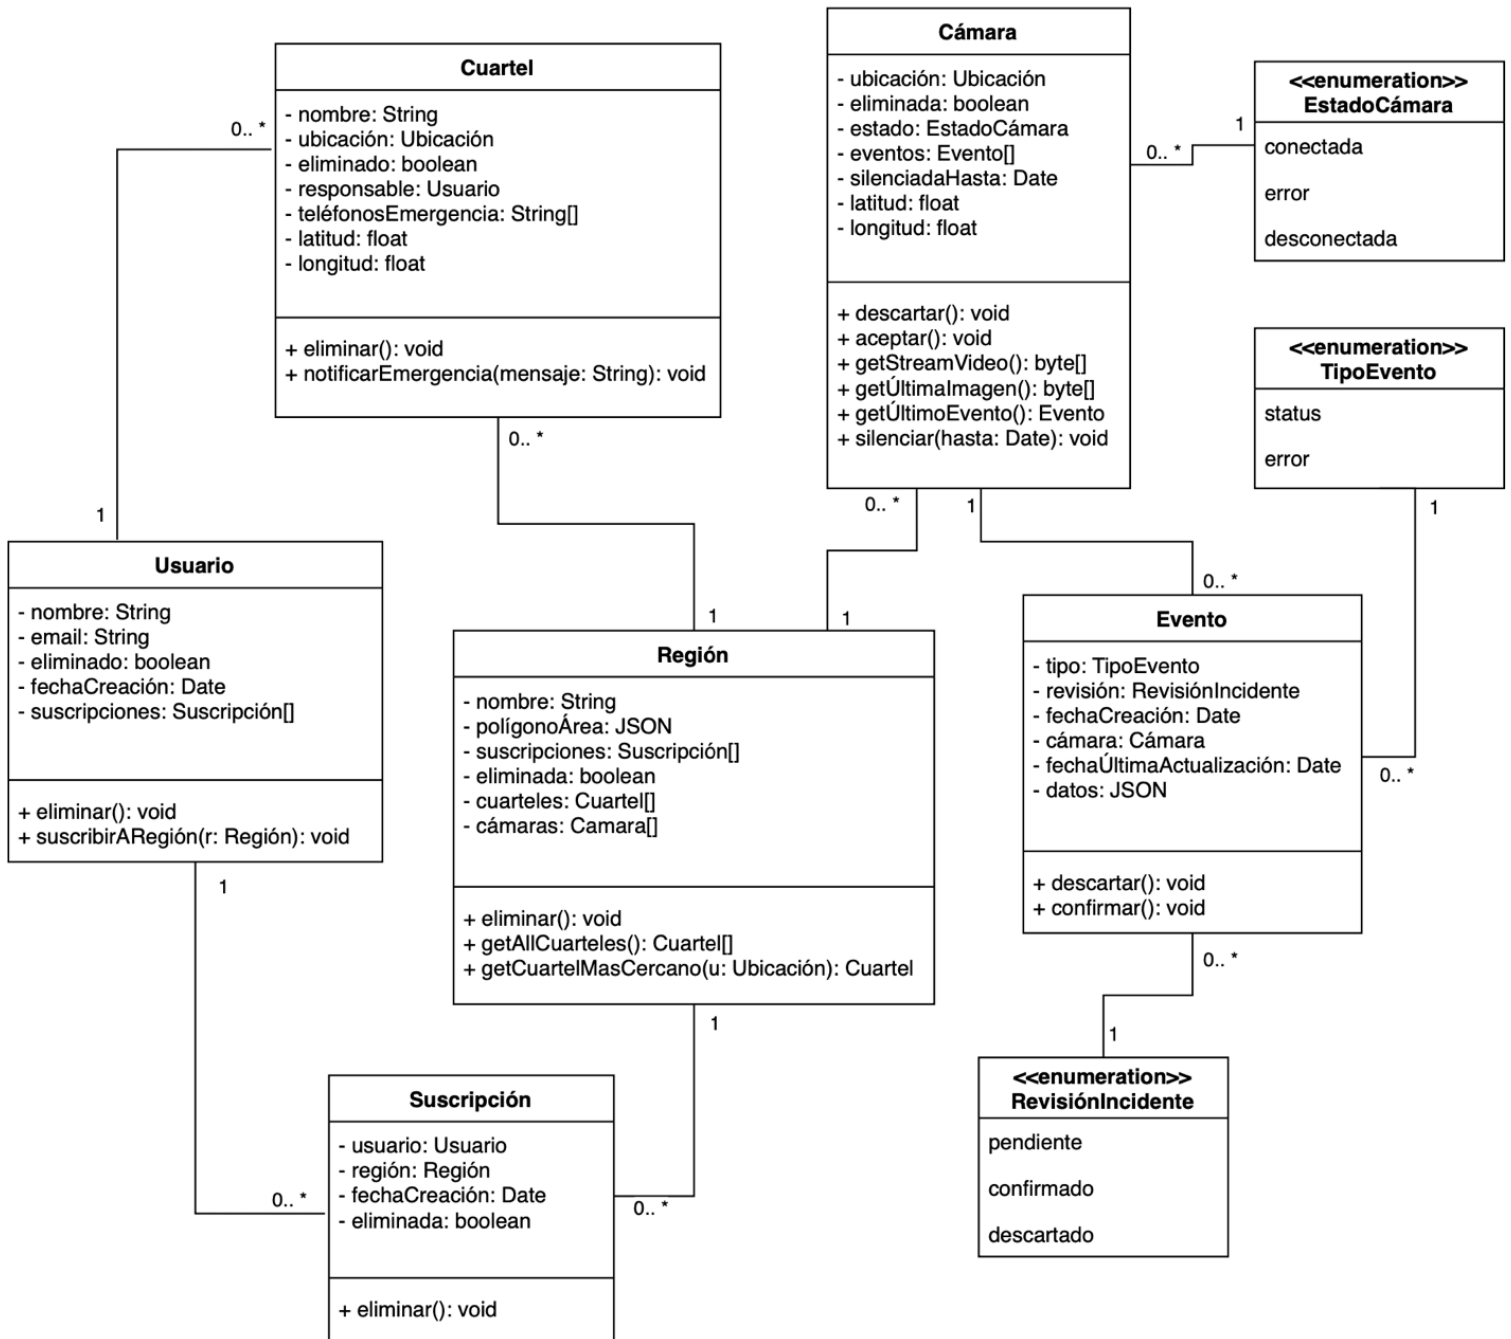 Cuartel
- nombre: String
- ubicación: Ubicación
- eliminado: boolean
- responsable: Usuario
- teléfonosEmergencia: String[]
- latitud: float
- longitud: float
+ eliminar(): void
+ notificarEmergencia(mensaje: String): void
0.. *
0.. *
1
Cámara
- ubicación: Ubicación
- eliminada: boolean
- estado: EstadoCámara
- eventos: Evento[]
- silenciadaHasta: Date
- latitud: float
- longitud: float
+ descartar(): void
+ aceptar(): void
+ getStreamVideo(): byte[]
+ getÚltimaImagen(): byte[]
+ getÚltimoEvento(): Evento
+ silenciar(hasta: Date): void
0.. *
1
0.. *
1
<<enumeration>>
EstadoCámara
conectada
error
desconectada
<<enumeration>>
TipoEvento
status
error
1
Usuario
- nombre: String
- email: String
- eliminado: boolean
- fechaCreación: Date
- suscripciones: Suscripción[]
+ eliminar(): void
+ suscribirARegión(r: Región): void
1
1
1
Región
- nombre: String
- polígonoÁrea: JSON
- suscripciones: Suscripción[]
- eliminada: boolean
- cuarteles: Cuartel[]
- cámaras: Camara[]
+ eliminar(): void
+ getAllCuarteles(): Cuartel[]
+ getCuartelMasCercano(u: Ubicación): Cuartel
1
0.. *
Evento
- tipo: TipoEvento
- revisión: RevisiónIncidente
- fechaCreación: Date
- cámara: Cámara
- fechaÚltimaActualización: Date
- datos: JSON
+ descartar(): void
+ confirmar(): void
0.. *
0.. *
1
Suscripción
- usuario: Usuario
- región: Región
- fechaCreación: Date
- eliminada: boolean
+ eliminar(): void
0.. *
0.. *
<<enumeration>>
RevisiónIncidente
pendiente
confirmado
descartado